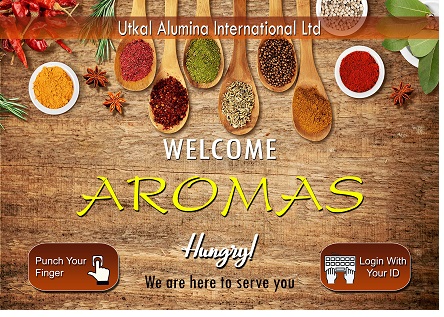 Utkal Alumina International Ltd
WELCOME
AROMAS
Hungry!
We are here to serve you
Punch Your
Finger
Login With
Your ID